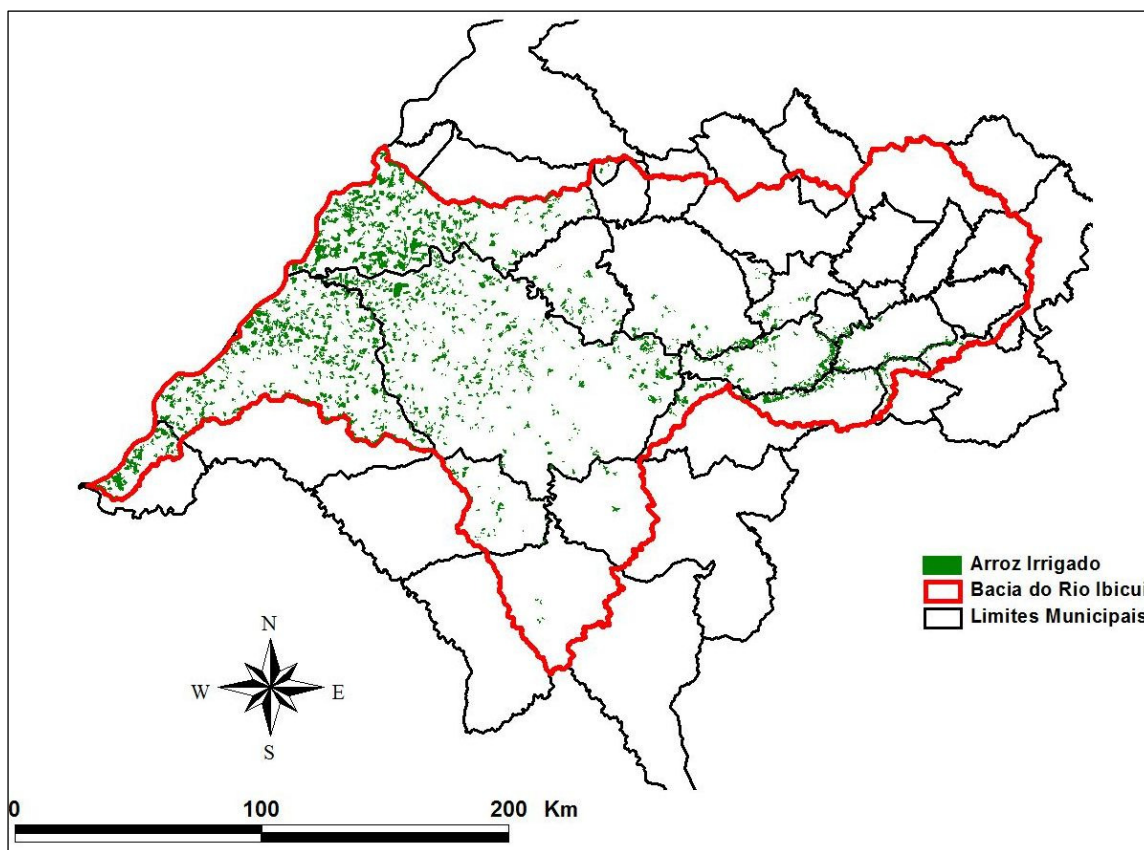 Arroz Irrigado
Bacia do Rio Ibicuí
Limites Municipais
N
W E
S
0 100 200 Km